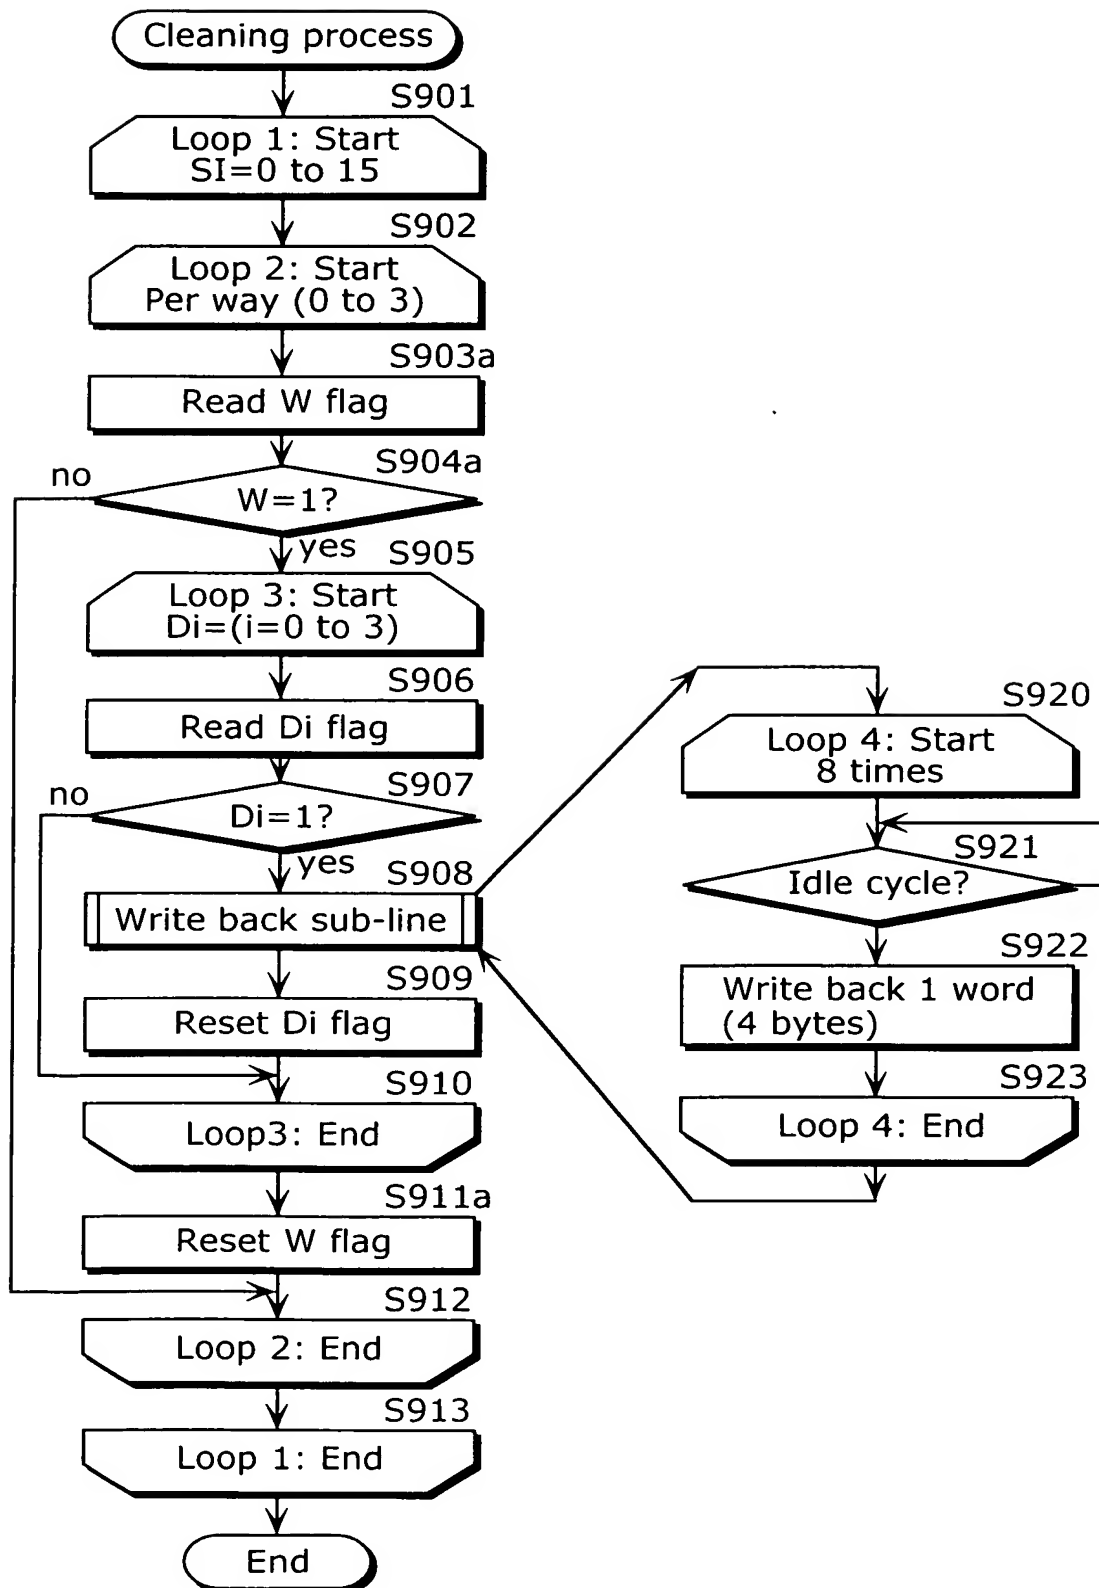 Cleaning process
S901
Loop 1: Start
SI=0 to 15
S902
Loop 2: Start
Per way (0 to 3)
S903a
Read W flag
S904a
no
W=1?
yes
S905
Loop 3: Start
Di=(i=0 to 3)
S906
Read Di flag
S907
no
Di=1?
yes
S908
Write back sub-line
S909
Reset Di flag
S910
Loop3: End
S911a
Reset W flag
S912
Loop 2: End
S913
Loop 1: End
End
S920
Loop 4: Start
8 times
S921
Idle cycle?
S922
Write back 1 word
(4 bytes)
S923
Loop 4: End